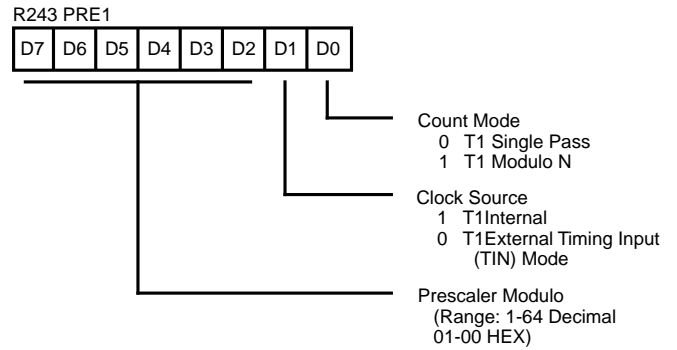 R243 PRE1
D7 D6 D5 D4 D3 D2 D1 D0
Count Mode
0 T1 Single Pass
1 T1 Modulo N
Clock Source
1 T1Internal
0 T1External Timing Input
(TIN) Mode
Prescaler Modulo
(Range: 1-64 Decimal
01-00 HEX)